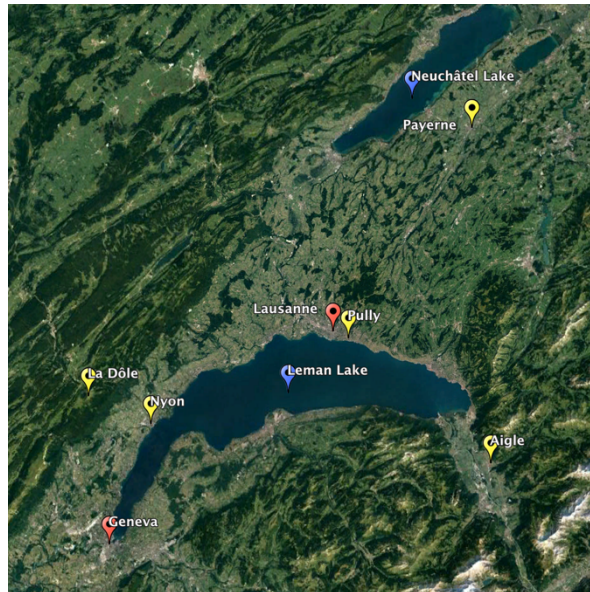 Neuchâtel Lake
Payerne
Lausanne
Pully
Leman Lake
La Dôle
Nyon
Aigle
Geneva